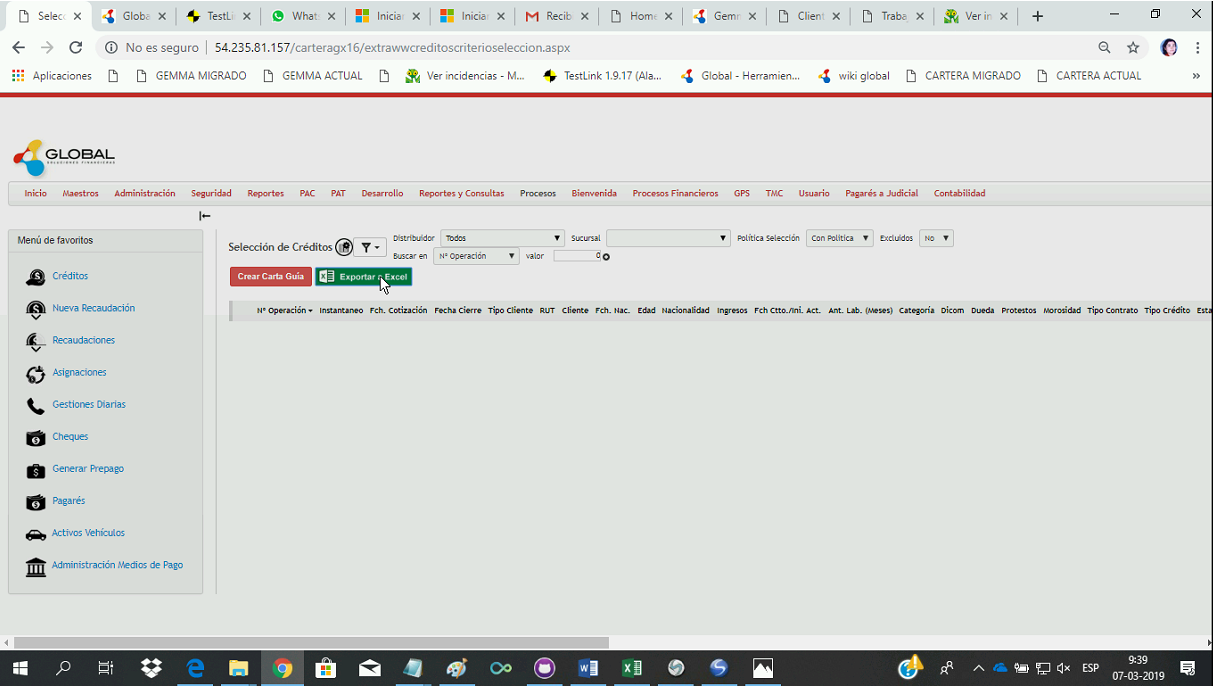 Selecc
Globa
TestLi
Whats
Iniciar
Iniciar
Recib
Home
Gemm
Client
Traba
Ver in
No es seguro | 54.235.81.157/carteragx16/extrawwcreditoscriterioseleccion.aspx
Aplicaciones
GEMMA MIGRADO
GEMMA ACTUAL
Ver incidencias - M...
TestLink 1.9.17 (Ala...
Global - Herramien...
wiki global
CARTERA MIGRADO
CARTERA ACTUAL
»
GLOBAL
SOLUCIONES FINANCIERAS
Inicio Maestros Administración Seguridad Reportes PAC PAT Desarrollo Reportes y Consultas Procesos Bienvenida Procesos Financieros GPS TMC Usuario Pagarés a Judicial Contabilidad
Menú de favoritos
Créditos
Nueva Recaudación
Recaudaciones
Asignaciones
Gestiones Diarias
Cheques
Generar Prepago
Pagarés
Activos Vehículos
Administración Medios de Pago
Selección de Créditos
Distribuidor Todos Sucursal Política Selección Con Politica Excluidos No
Buscar en Nº Operación valor 0
Crear Carta Guía
Exportar a Excel
Nº Operación Instantaneo Fch. Cotización Fecha Cierre Tipo Cliente RUT Cliente Fch. Nac. Edad Nacionalidad Ingresos Fch Ctto./Ini. Act. Ant. Lab. (Meses) Categoría Dicom Dueda Protestos Morosidad Tipo Contrato Tipo Crédito Esta
ESP
9:39
07-03-2019